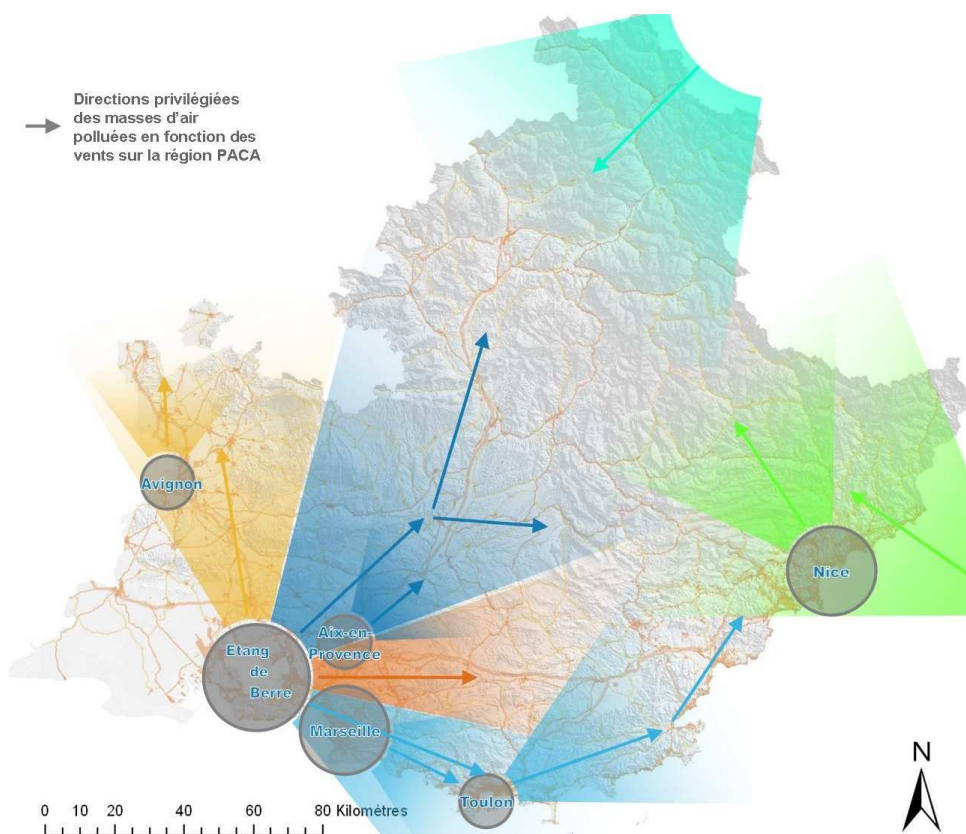 Directions privilégiées
des masses d'air
polluées en fonction des
vents sur la région PACA
Avignon
Nice
Aix-en-
Provence
Etang
de
Berre
Marseille
Toulon
N
0 10 20 40 60 80 Kilomètres